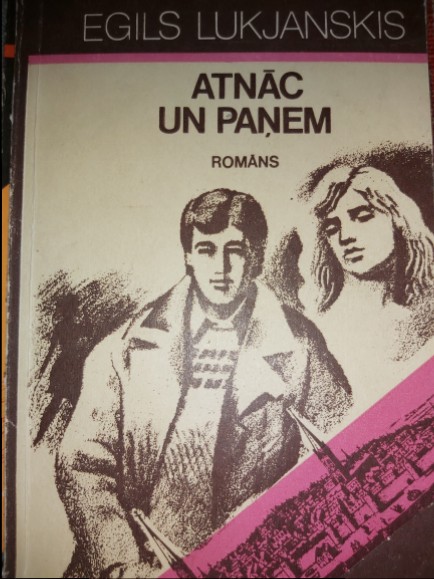 EGILS LUKJANSKIS
ATNĀC
UN PAŅEM
ROMĀNS